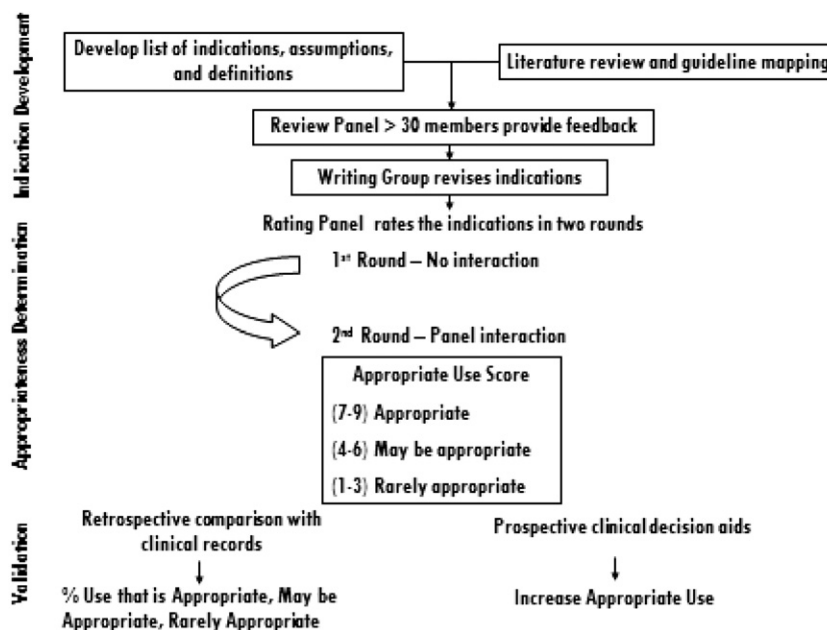 Indication Development
Develop list of indications, assumptions,
and definitions
Literature review and guideline mapping
Review Panel > 30 members provide feedback
Writing Group revises indications
Appropriateness Determination
Rating Panel rates the indications in two rounds
1st Round – No interaction
2nd Round – Panel interaction
Appropriate Use Score
(7-9) Appropriate
(4-6) May be appropriate
(1-3) Rarely appropriate
Validation
Retrospective comparison with
clinical records
% Use that is Appropriate, May be
Appropriate, Rarely Appropriate
Prospective clinical decision aids
Increase Appropriate Use